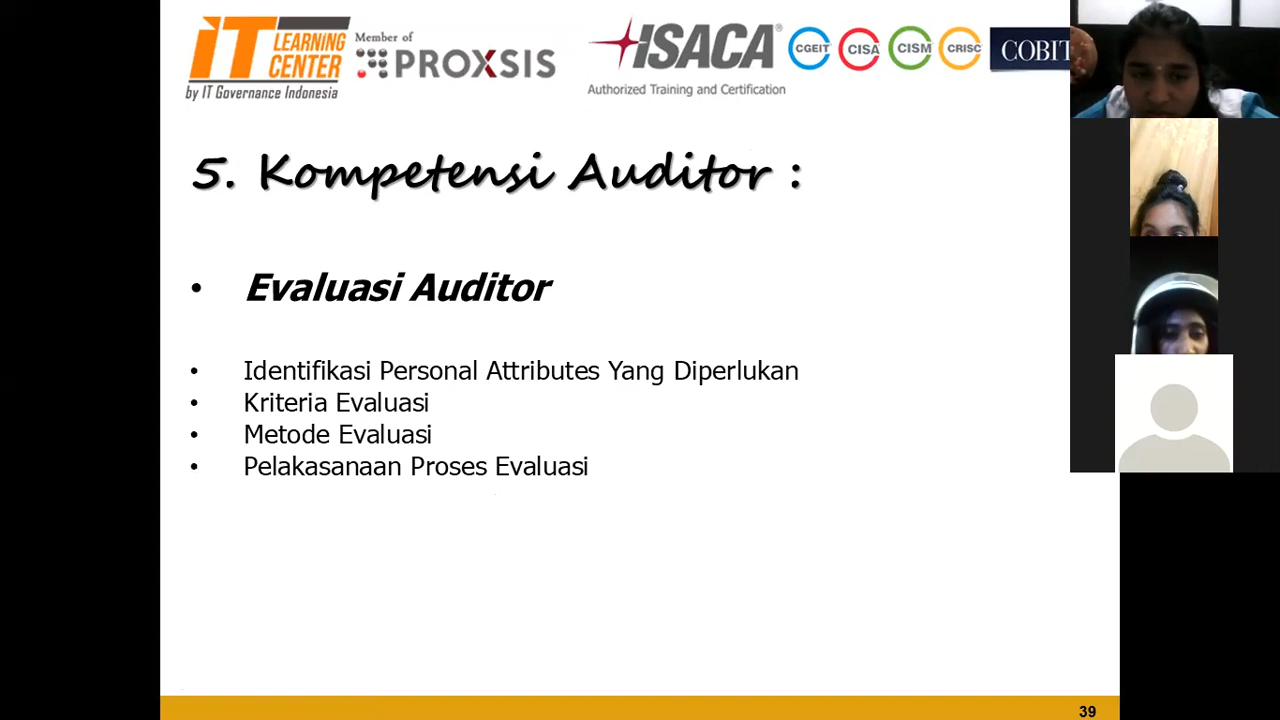 iT LEARNING CENTER
by IT Governance Indonesia
Member of
PROXSIS
ISACA®
Authorized Training and Certification
CGEIT CISA CISM CRISC COBIT
5. Kompetensi Auditor :
• Evaluasi Auditor
• Identifikasi Personal Attributes Yang Diperlukan
• Kriteria Evaluasi
• Metode Evaluasi
• Pelakasanaan Proses Evaluasi
39